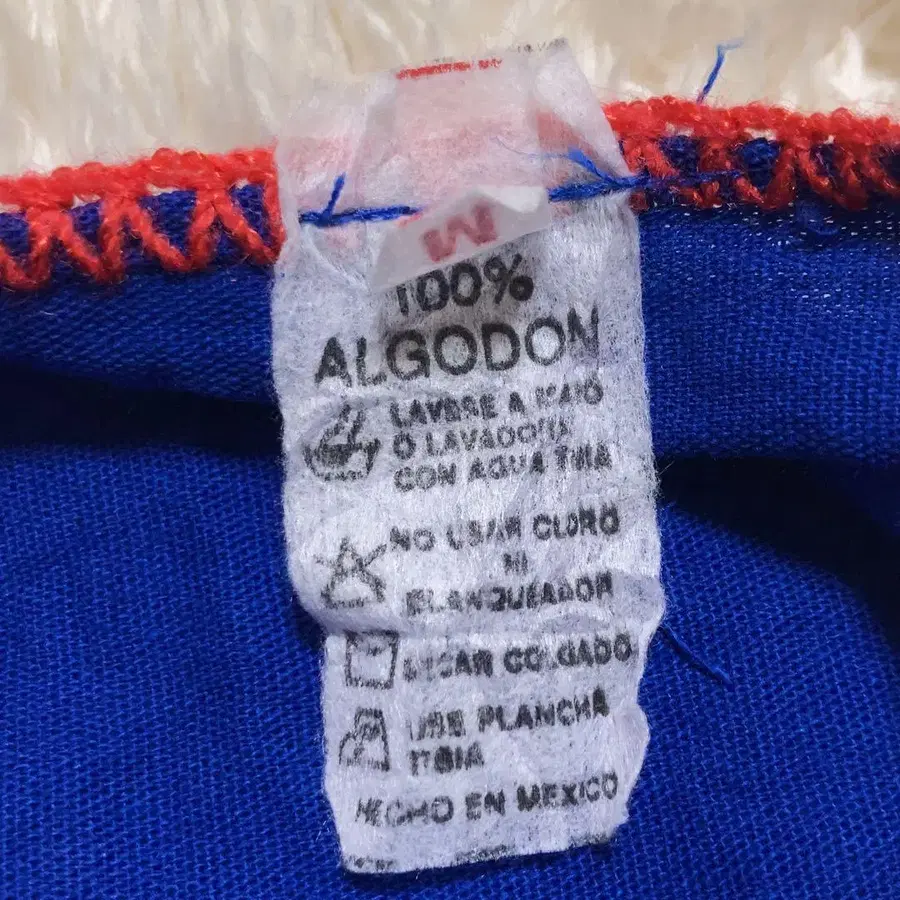 M
100%
ALGODON
LAVESE A MANO
O LAVADORA
CON AGUA TIBIA
NO USAR CLORO
NI
BLANQUEADOR
SECAR COLGADO
USE PLANCHA
TIBIA
HECHO EN MEXICO